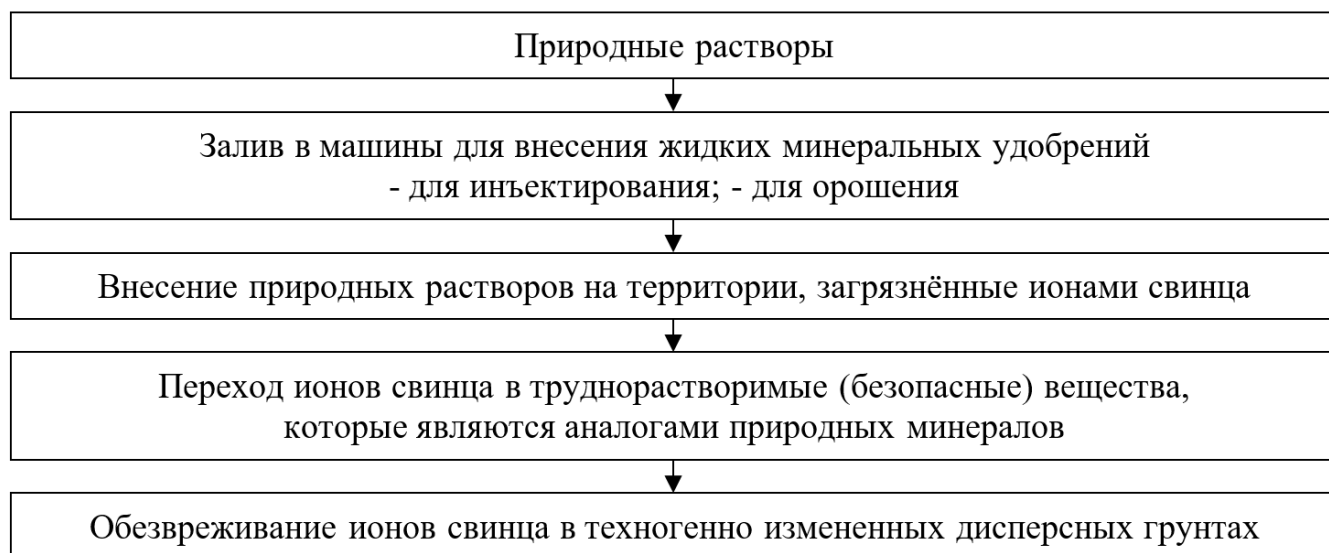 Природные растворы
Залив в машины для внесения жидких минеральных удобрений
- для инъектирования; - для орошения
Внесение природных растворов на территории, загрязнённые ионами свинца
Переход ионов свинца в труднорастворимые (безопасные) вещества,
которые являются аналогами природных минералов
Обезвреживание ионов свинца в техногенно измененных дисперсных грунтах